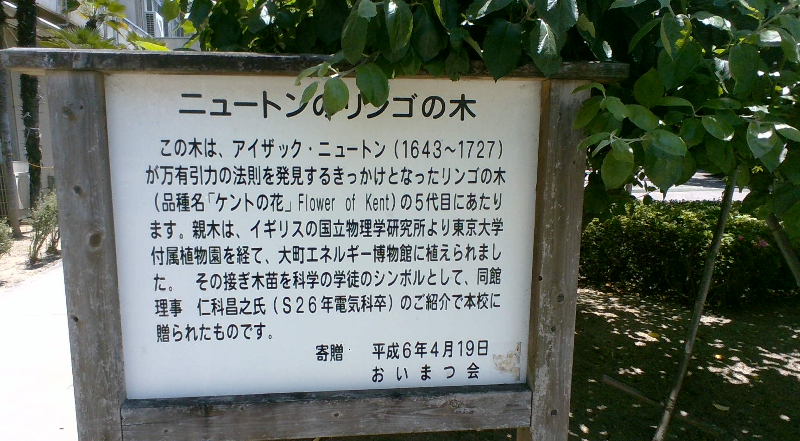 ニュートンのリンゴの木
この木は、アイザック・ニュートン(1643〜1727)
が万有引力の法則を発見するきっかけとなったリンゴの木
(品種名「ケントの花」Flower of Kent)の5代目にあたり
ます。親木は、イギリスの国立物理学研究所より東京大学
付属植物園を経て、大町エネルギー博物館に植えられまし
た。 その接ぎ木苗を科学の学徒のシンボルとして、同館
理事 仁科昌之氏(S26年電気科卒)のご紹介で本校に
贈られたものです。
寄贈 平成6年4月19日
おいまつ会